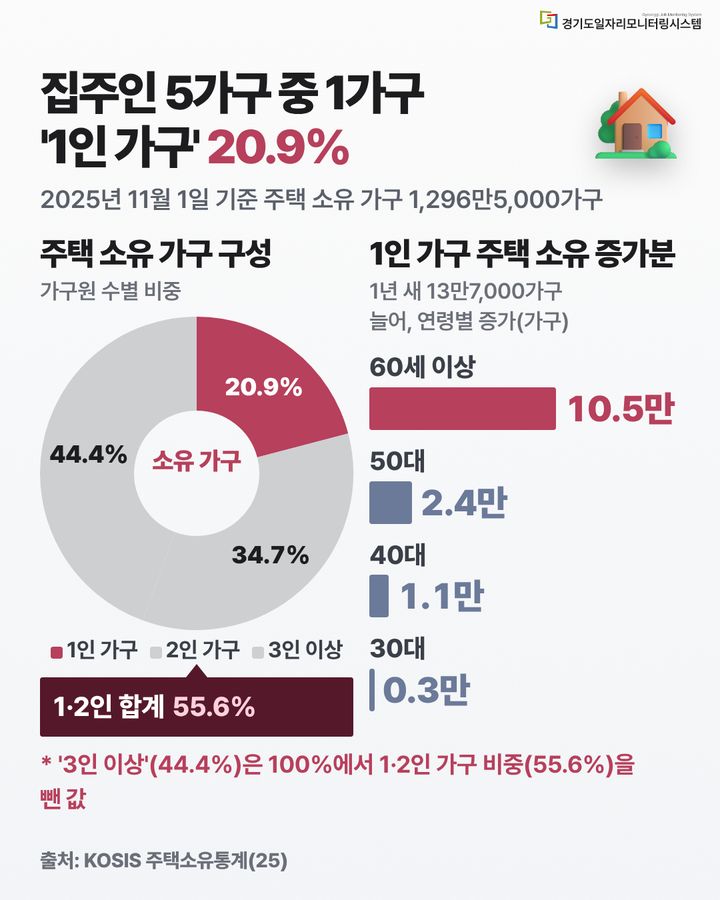 경기도일자리모니터링시스템
집주인 5가구 중 1가구
'1인 가구' 20.9%
2025년 11월 1일 기준 주택 소유 가구 1,296만5,000가구
주택 소유 가구 구성
가구원 수별 비중
20.9%
44.4%
소유 가구
34.7%
1인 가구 2인 가구 3인 이상
1·2인 합계 55.6%
1인 가구 주택 소유 증가분
1년 새 13만7,000가구
늘어, 연령별 증가(가구)
60세 이상
10.5만
50대
2.4만
40대
1.1만
30대
0.3만
* '3인 이상'(44.4%)은 100%에서 1·2인 가구 비중(55.6%)을
뺀 값
출처: KOSIS 주택소유통계(25)